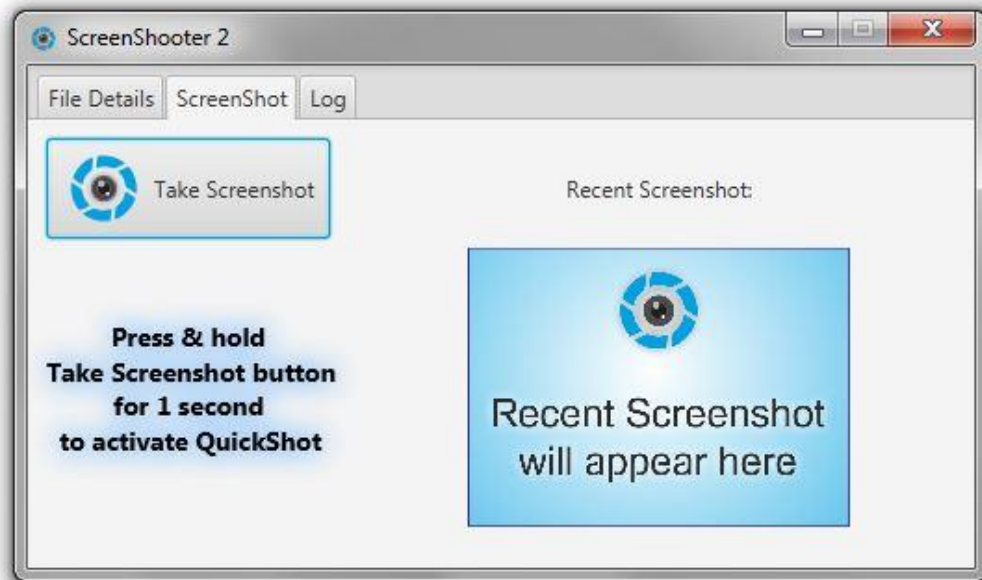 ScreenShooter 2
File Details ScreenShot Log
Take Screenshot
Recent Screenshot:
Press & hold
Take Screenshot button
for 1 second
to activate QuickShot
Recent Screenshot
will appear here